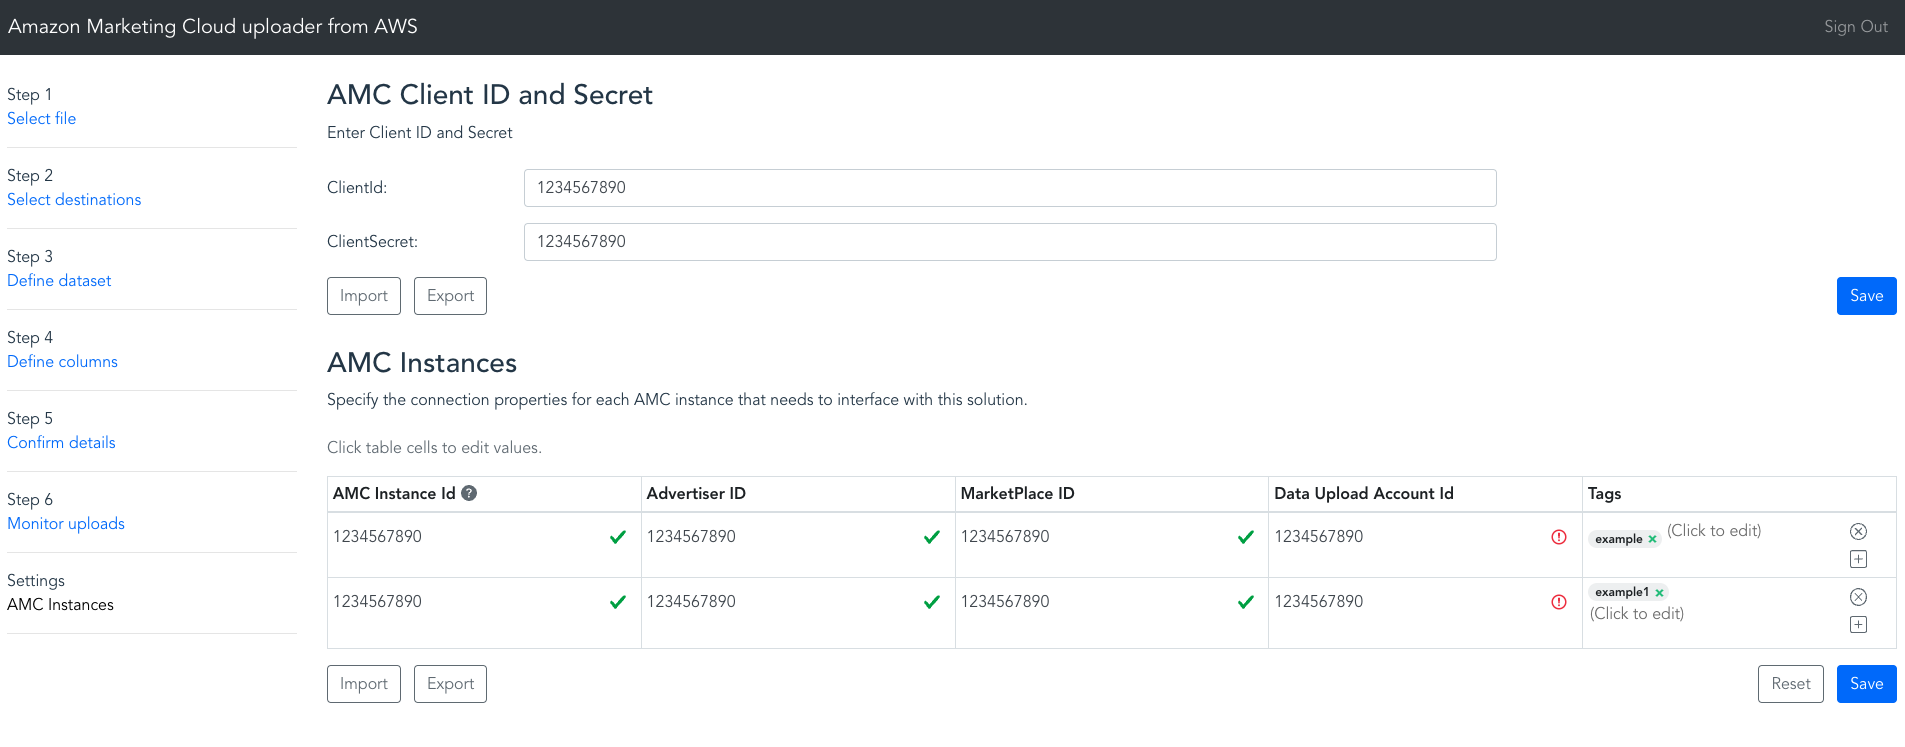 Amazon Marketing Cloud uploader from AWS
Sign Out
Step 1
Select file
Step 2
Select destinations
Step 3
Define dataset
Step 4
Define columns
Step 5
Confirm details
Step 6
Monitor uploads
Settings
AMC Instances
AMC Client ID and Secret
Enter Client ID and Secret
ClientId: 1234567890
ClientSecret: 1234567890
Import Export Save
AMC Instances
Specify the connection properties for each AMC instance that needs to interface with this solution.
Click table cells to edit values.
AMC Instance Id ? Advertiser ID MarketPlace ID Data Upload Account Id Tags
1234567890 1234567890 1234567890 1234567890 example × (Click to edit)
1234567890 1234567890 1234567890 1234567890 example1 ×
(Click to edit)
Import Export Reset Save